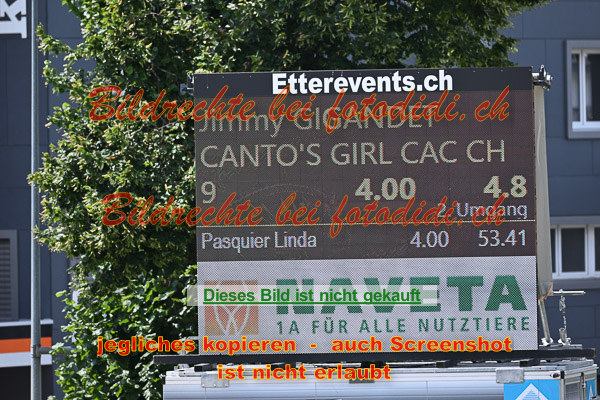 Etterevents.ch
Bildrechte bei fotodidi.ch
Jimmy GIGANDET
CANTO'S GIRL CAC CH
9 4.00 4.8
Bildrechte bei fotodidi.ch
2. Umgang
Pasquier Linda 4.00 53.41
NAVETA
Dieses Bild ist nicht gekauft
1A FÜR ALLE NUTZTIERE
jegliches kopieren - auch Screenshot
ist nicht erlaubt